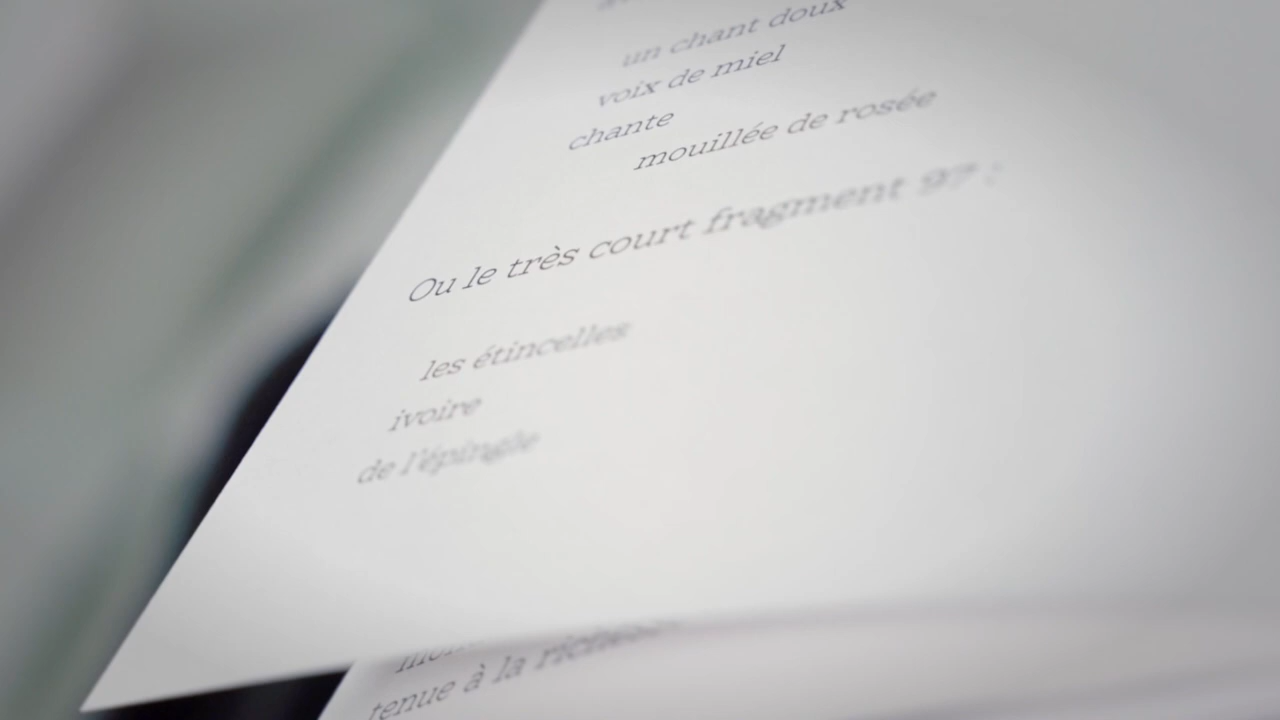 un chant doux
voix de miel
chante
mouillée de rosée
Ou le très court fragment 97 :
les étincelles
ivoire
de l'épingle
tenue à la